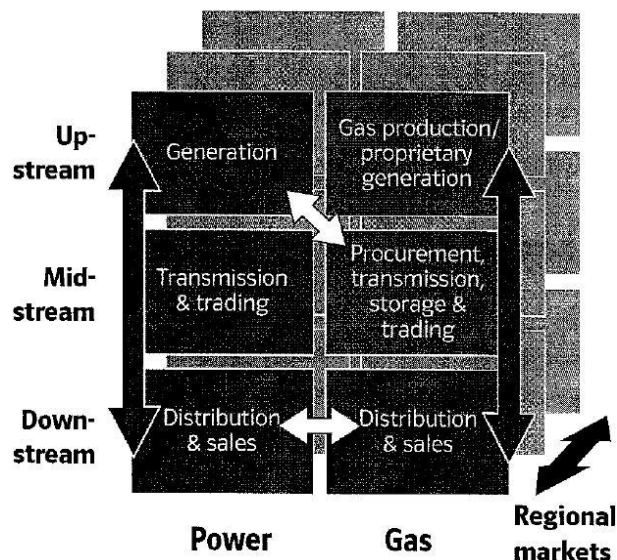 Up-
stream
Generation
Gas production/
proprietary
generation
Mid-
stream
Transmission
& trading
Procurement,
transmission,
storage &
trading
Down-
stream
Distribution
& sales
Distribution
& sales
Power
Gas
Regional
markets